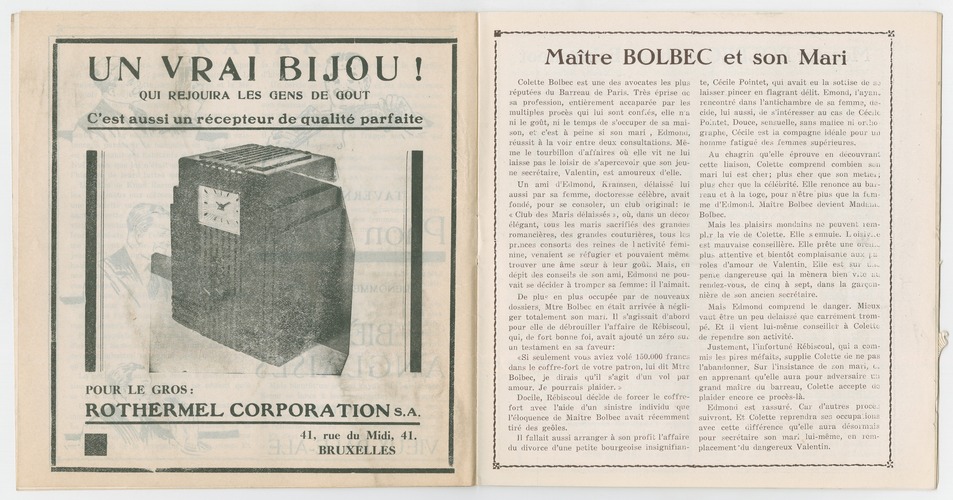 UN VRAI BIJOU !
QUI REJOUIRA LES GENS DE GOUT
C'est aussi un récepteur de qualité parfaite
POUR LE GROS:
ROTHERMEL CORPORATION S.A.
41, rue du Midi, 41.
BRUXELLES
Maître BOLBEC et son Mari
Colette Bolbec est une des avocates les plus
réputées du Barreau de Paris. Très éprise de
sa profession, entièrement accaparée par les
multiples procès qui lui sont confiés, elle n'a
ni le goût, ni le temps de s'occuper de sa mai-
son, et c'est à peine si son mari, Edmond,
réussit à la voir entre deux consultations. Mê-
me le tourbillon d'affaires où elle vit ne lui
laisse pas le loisir de s'apercevoir que son jeu-
ne secrétaire, Valentin, est amoureux d'elle.
Un ami d'Edmond, Kramsen, délaissé lui
aussi par sa femme, doctoresse célèbre, avait
fondé, pour se consoler, un club original: le
« Club des Maris délaissés », où, dans un décor
élégant, tous les maris sacrifiés des grandes
romancières, des grandes couturières, tous les
princes consorts des reines de l'activité fémi-
nine, venaient se réfugier et pouvaient même
trouver une âme sœur à leur goût. Mais, en
dépit des conseils de son ami, Edmond ne pou-
vait se décider à tromper sa femme: il l'aimait.
De plus en plus occupée par de nouveaux
dossiers, Mtre Bolbec en était arrivée à négli-
ger totalement son mari. Il s'agissait d'abord
pour elle de débrouiller l'affaire de Rébiscoul,
qui, de fort bonne foi, avait ajouté un zéro sur
un testament en sa faveur:
«Si seulement vous aviez volé 150.000 francs
dans le coffre-fort de votre patron, lui dit Mtre
Bolbec, je dirais qu'il s'agit d'un vol par
amour. Je pourrais plaider. »
Docile, Rébiscoul décide de forcer le coffre-
fort avec l'aide d'un sinistre individu que
l'éloquence de Maître Bolbec avait récemment
tiré des geôles.
Il fallait aussi arranger à son profit l'affaire
du divorce d'une petite bourgeoise insignifian-
te, Cécile Pointet, qui avait eu la sottise de se
laisser pincer en flagrant délit. Emond, l'ayant
rencontré dans l'antichambre de sa femme, dé-
cide, lui aussi, de s'intéresser au cas de Cécile
Pointet. Douce, sensuelle, sans malice ni ortho-
graphe, Cécile est la compagne idéale pour un
homme fatigué des femmes supérieures.
Au chagrin qu'elle éprouve en découvrant
cette liaison, Colette comprend combien son
mari lui est cher; plus cher que son métier;
plus cher que la célébrité. Elle renonce au bar-
reau et à la toge, pour n'être plus que la fem-
me d'Edmond. Maître Bolbec devient Madame
Bolbec.
Mais les plaisirs mondains ne peuvent rem-
plir la vie de Colette. Elle s'ennuie. L'oisiveté
est mauvaise conseillère. Elle prête une oreille
plus attentive et bientôt complaisante aux pa-
roles d'amour de Valentin. Elle est sur une
pente dangereuse qui la mènera bien vite au
rendez-vous, de cinq à sept, dans la garçon-
nière de son ancien secrétaire.
Mais Edmond comprend le danger. Mieux
vaut être un peu délaissé que carrement trom-
pé. Et il vient lui-même conseiller à Colette
de reprendre son activité.
Justement, l'infortuné Rébiscoul, qui a com-
mis les pires méfaits, supplie Colette de ne pas
l'abandonner. Sur l'insistance de son mari, et
en apprenant qu'elle aura pour adversaire un
grand maître du barreau, Colette accepte de
plaider encore ce procès-là.
Edmond est rassuré. Car d'autres procès
suivront. Et Colette reprendra ses occupations
avec cette différence qu'elle aura désormais
pour secrétaire son mari lui-même, en rem-
placement du dangereux Valentin.